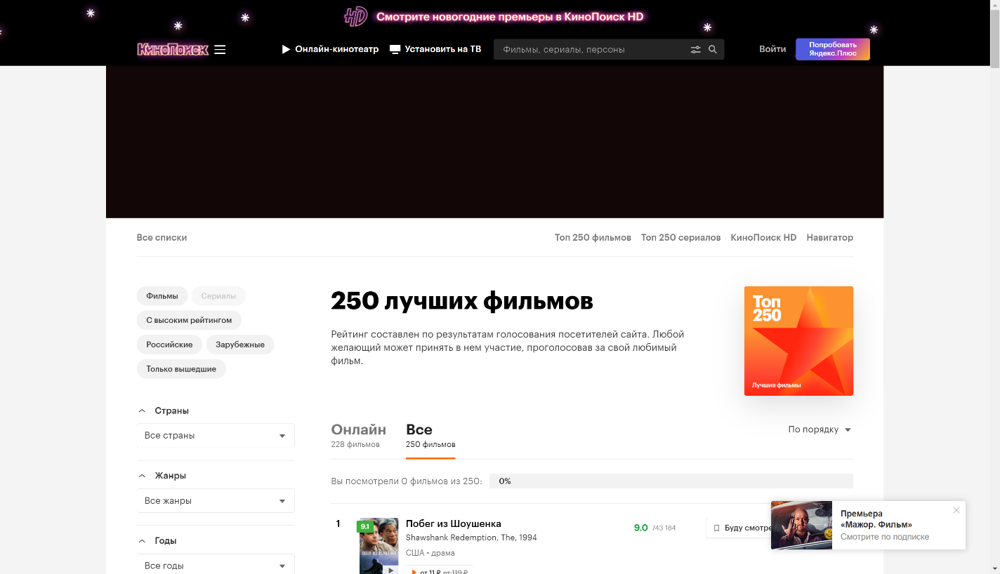 HD Смотрите новогодние премьеры в КиноПоиск HD
КиноПоиск
Онлайн-кинотеатр
Установить на ТВ
Фильмы, сериалы, персоны
Войти
Попробовать
Яндекс.Плюс
Все списки
Топ 250 фильмов
Топ 250 сериалов
КиноПоиск HD
Навигатор
Фильмы
Сериалы
С высоким рейтингом
Российские
Зарубежные
Только вышедшие
Страны
Все страны
Жанры
Все жанры
Годы
Все годы
250 лучших фильмов
Рейтинг составлен по результатам голосования посетителей сайта. Любой
желающий может принять в нем участие, проголосовав за свой любимый
фильм.
Топ
250
Лучшие фильмы
Онлайн
228 фильмов
Все
250 фильмов
По порядку
Вы посмотрели 0 фильмов из 250:
0%
1
9.1
ПОБЕГ ИЗ ШОУШЕНКА
Побег из Шоушенка
Shawshank Redemption, The, 1994
США • драма
от 11 ₽ от 119 ₽
9.0 743 184
Буду смотре
Премьера
«Мажор. Фильм»
Смотрите по подписке